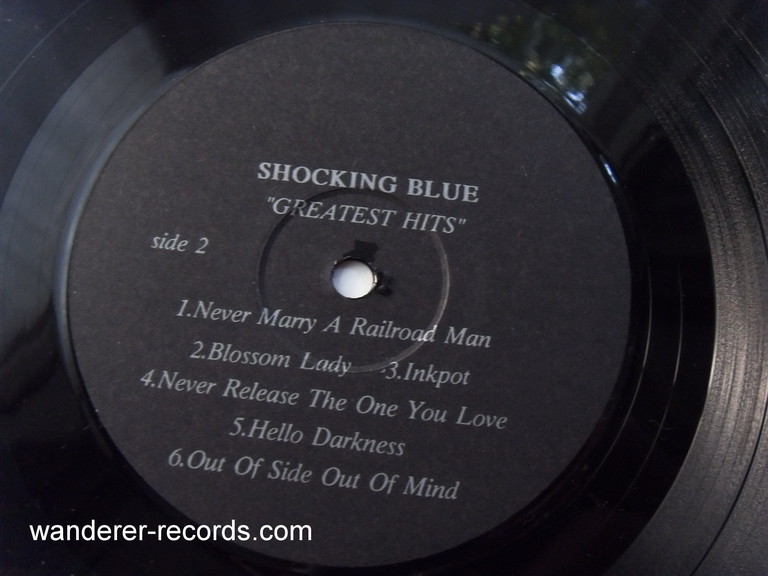 SHOCKING BLUE
"GREATEST HITS"
side 2
1.Never Marry A Railroad Man
2.Blossom Lady 3.Inkpot
4.Never Release The One You Love
5.Hello Darkness
6.Out Of Side Out Of Mind
wanderer-records.com